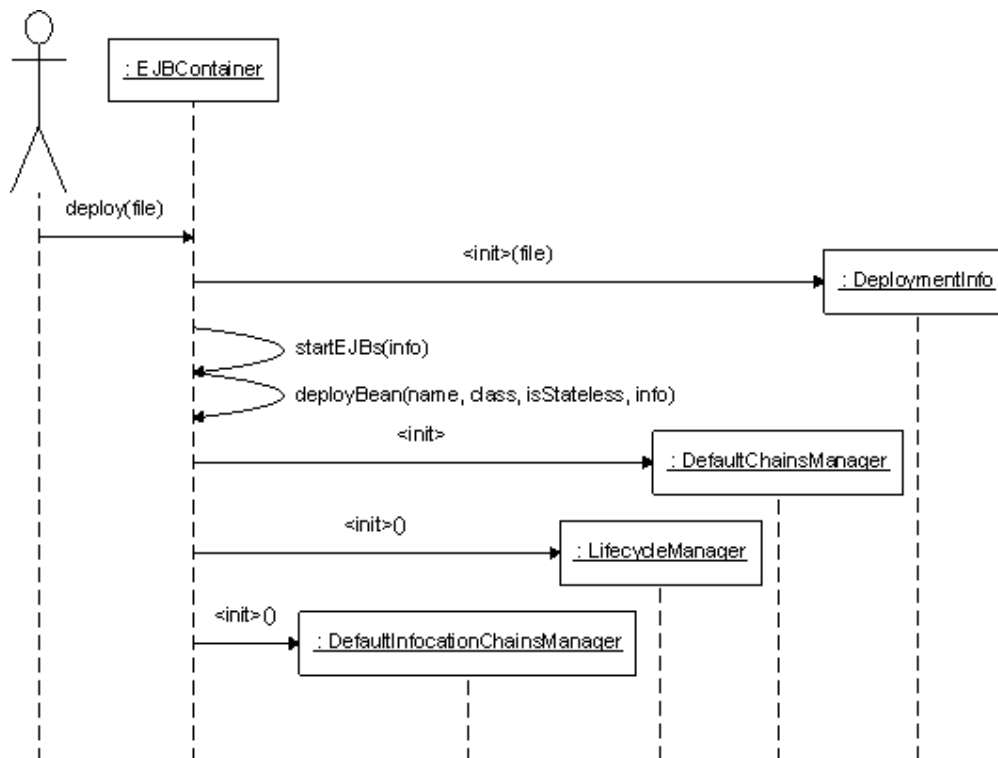 : EJBContainer
deploy(file)
<init>(file)
: DeploymentInfo
startEJBs(info)
deployBean(name, class, isStateless, info)
<init>
: DefaultChainsManager
<init>()
: LifecycleManager
<init>()
: DefaultInfocationChainsManager